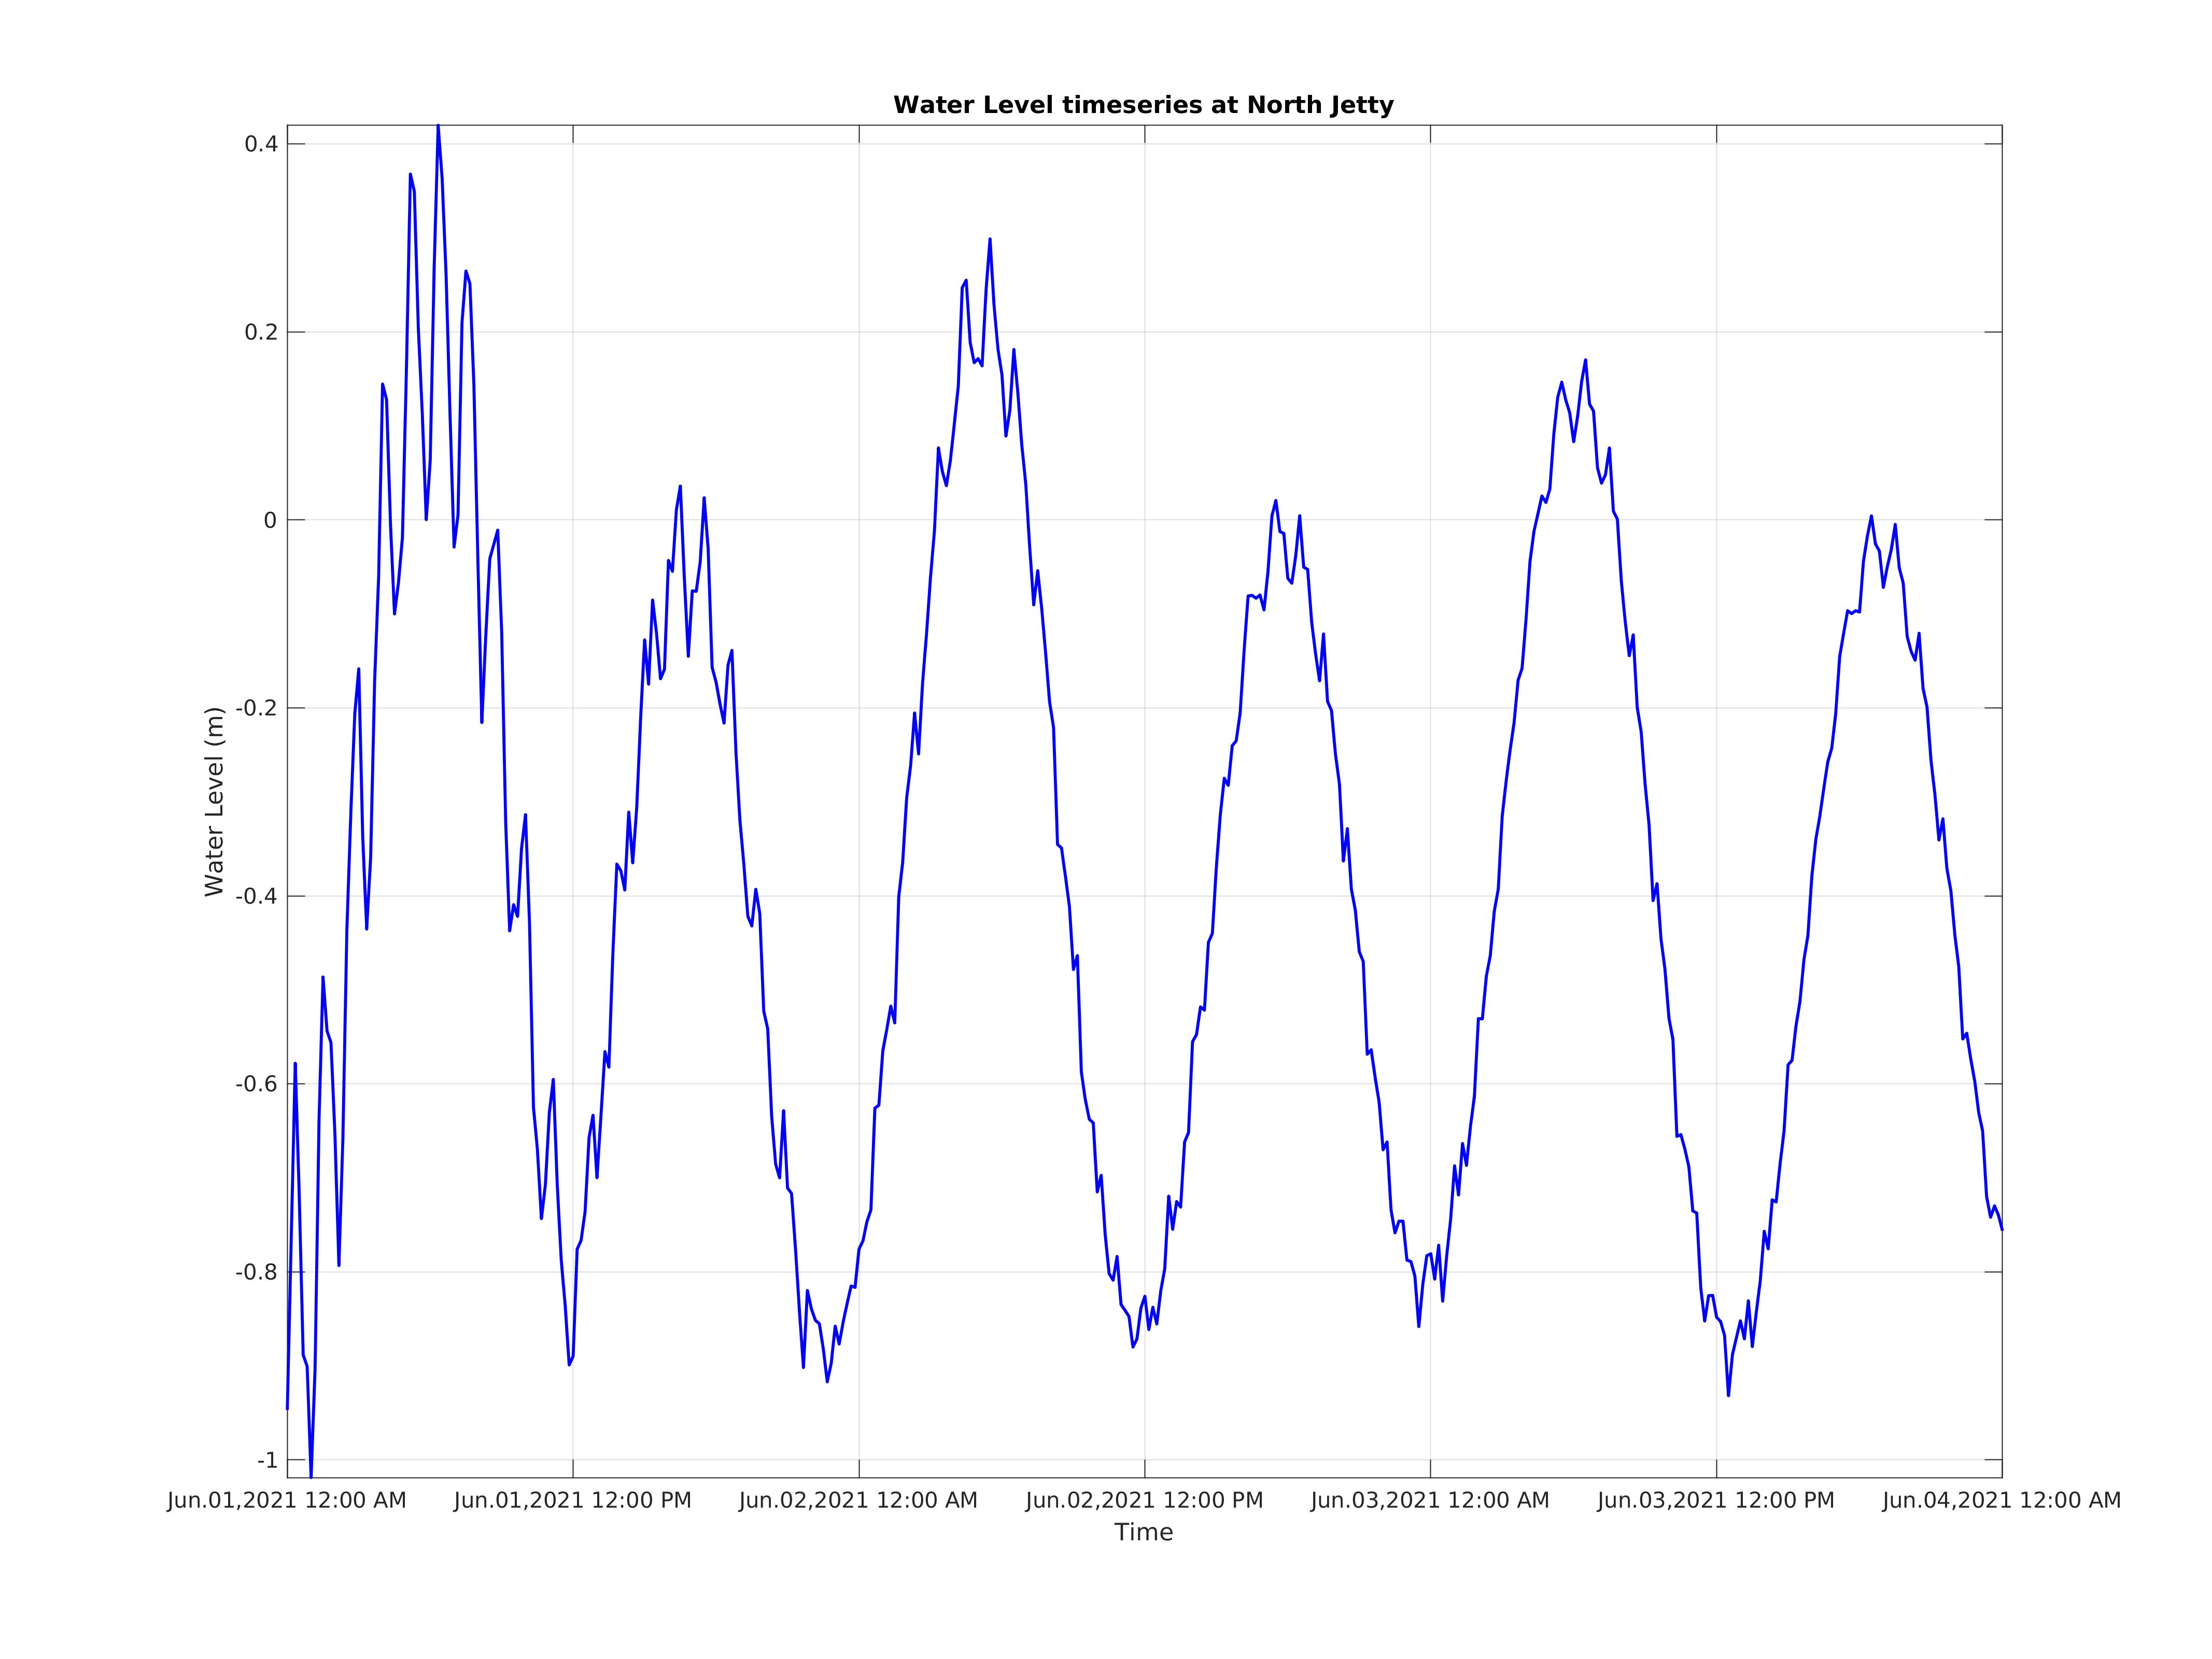 Water Level timeseries at North Jetty
0.4
0.2
0
-0.2
-0.4
-0.6
-0.8
-1
Water Level (m)
Jun.01,2021 12:00 AM Jun.01,2021 12:00 PM Jun.02,2021 12:00 AM Jun.02,2021 12:00 PM Jun.03,2021 12:00 AM Jun.03,2021 12:00 PM Jun.04,2021 12:00 AM
Time